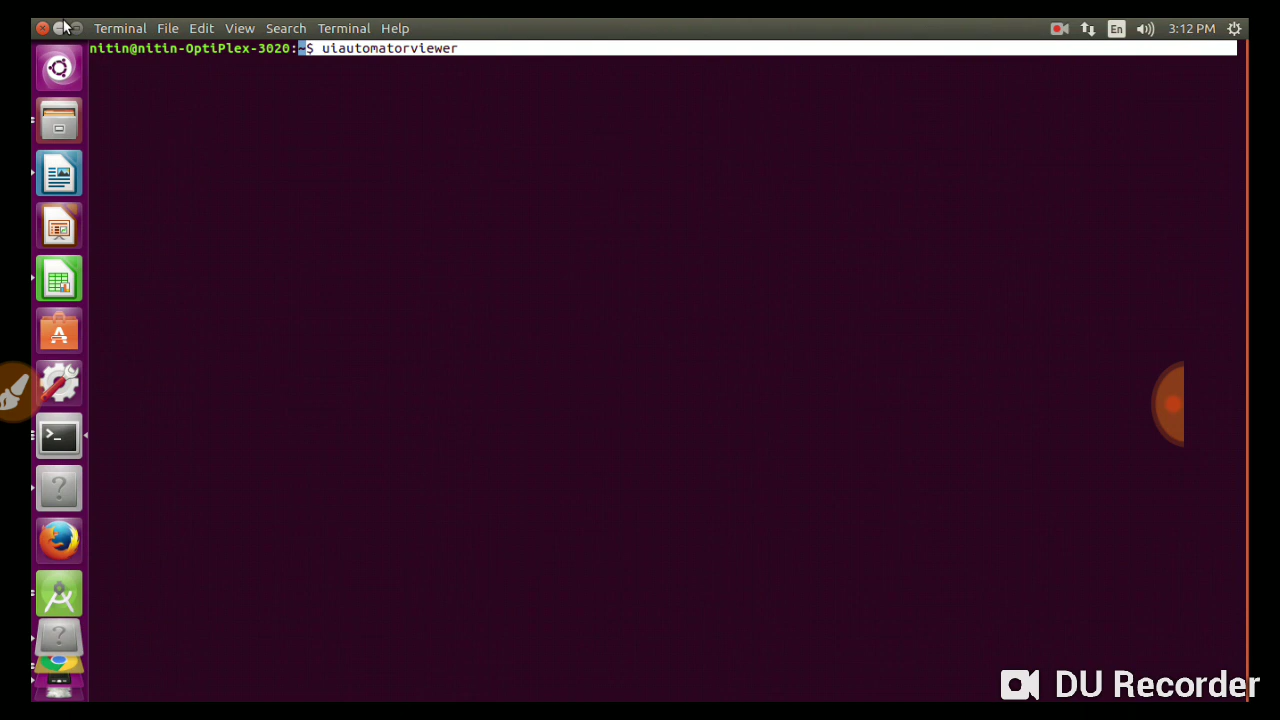 Terminal File Edit View Search Terminal Help En 3:12 PM
nitin@nitin-OptiPlex-3020:~$ uiautomatorviewer
DU Recorder